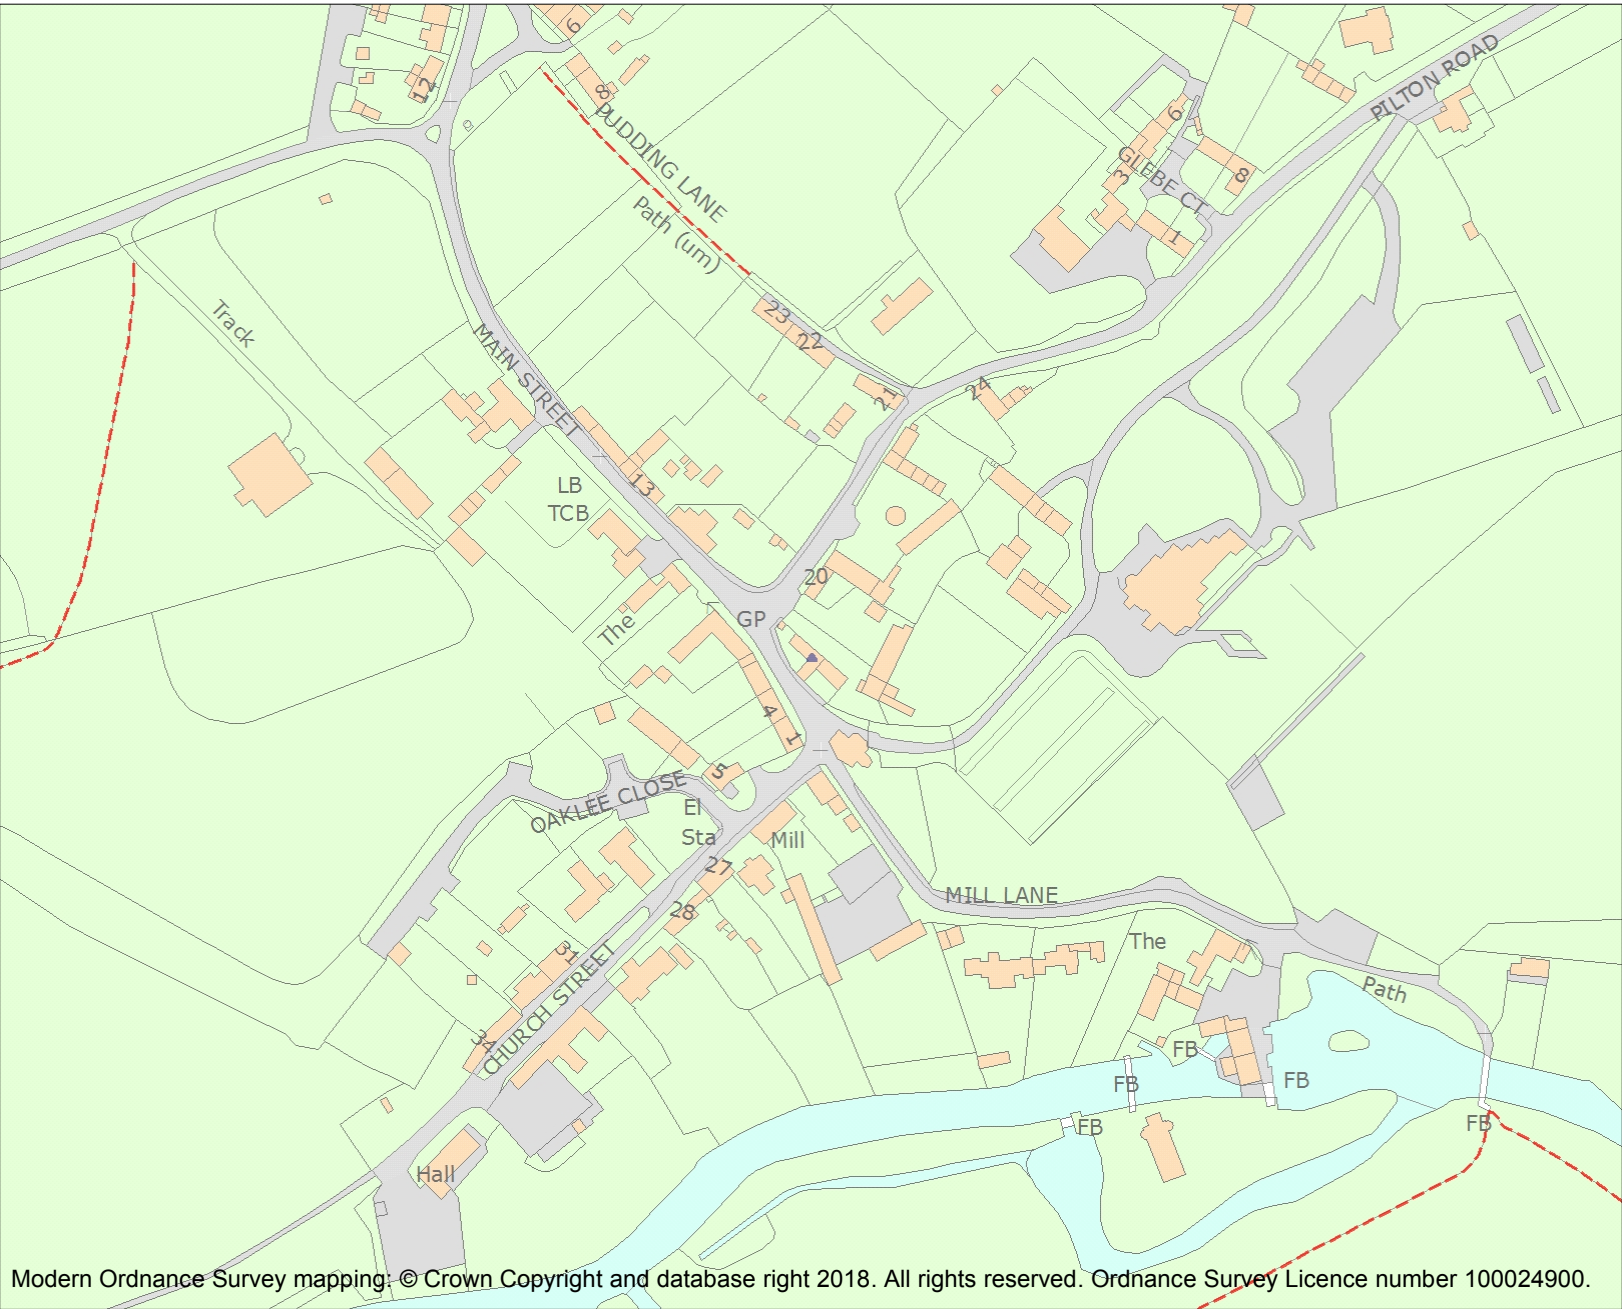 6
12
8
PUDDING LANE
Path (um)
PILTON ROAD
6
GLEBE CT
3
8
1
Track
MAIN STREET
23
22
21
24
13
LB
TCB
20
GP
The
4
1
5
OAKLEE CLOSE
El
Sta
Mill
27
28
MILL LANE
The
31
CHURCH STREET
34
Path
FB
FB
FB
FB
FB
Hall
Modern Ordnance Survey mapping: © Crown Copyright and database right 2018. All rights reserved. Ordnance Survey Licence number 100024900.